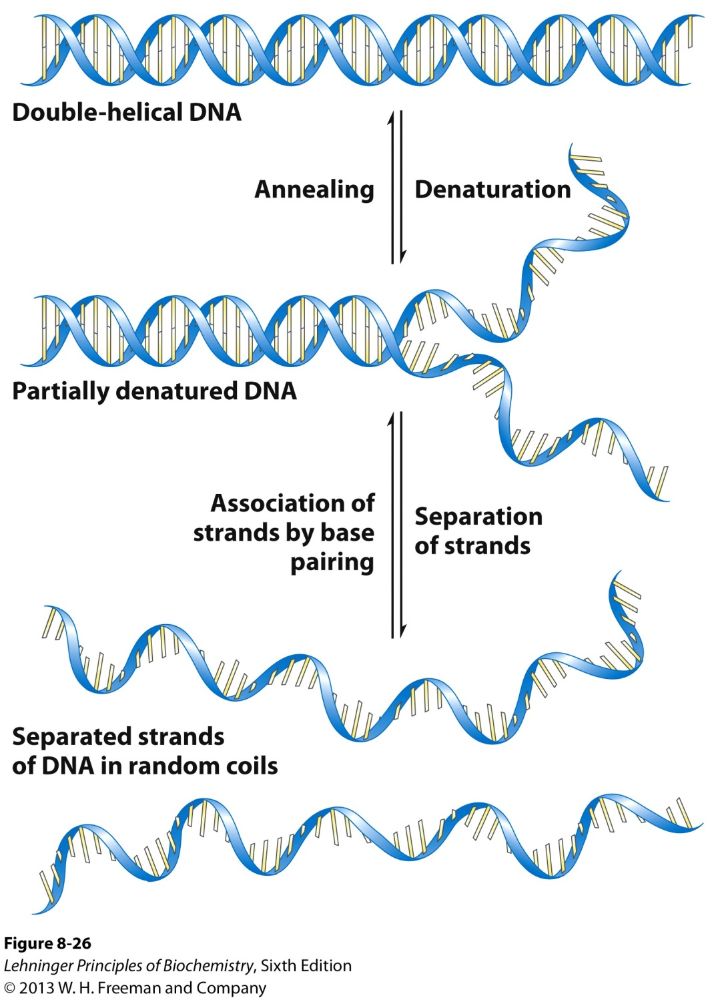 Double-helical DNA
Annealing
Denaturation
Partially denatured DNA
Association of
strands by base
pairing
Separation
of strands
Separated strands
of DNA in random coils
Figure 8-26
Lehninger Principles of Biochemistry, Sixth Edition
© 2013 W. H. Freeman and Company